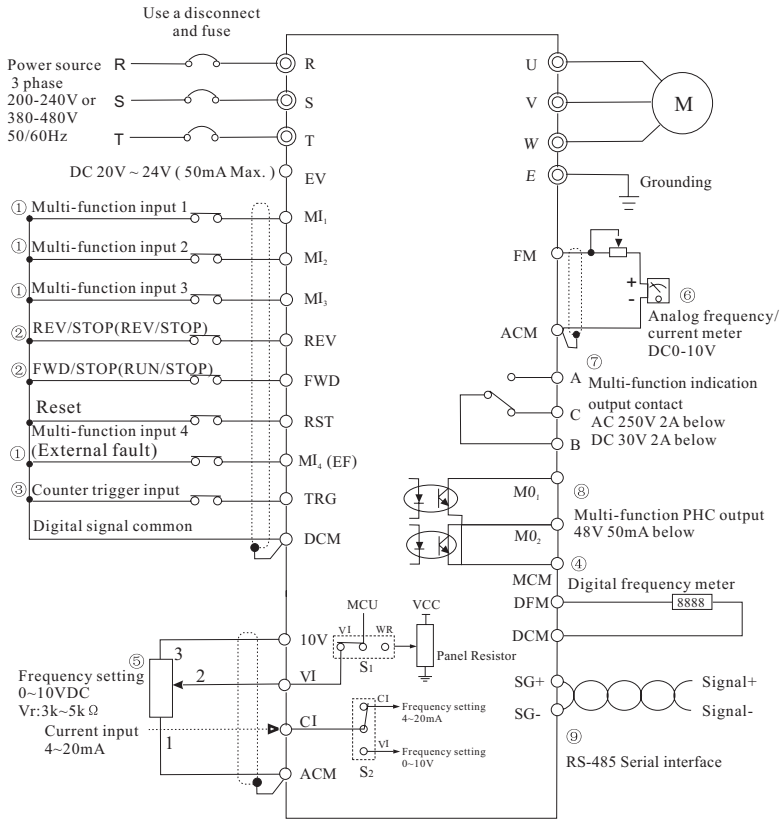 Use a disconnect
and fuse
Power source
3 phase
200-240V or
380-480V
50/60Hz
R
S
T
R
S
T
DC 20V ~ 24V ( 50mA Max. )
EV
① Multi-function input 1
MI₁
① Multi-function input 2
MI₂
① Multi-function input 3
MI₃
② REV/STOP(REV/STOP)
REV
② FWD/STOP(RUN/STOP)
FWD
Reset
RST
Multi-function input 4
① (External fault)
MI₄ (EF)
③ Counter trigger input
TRG
Digital signal common
DCM
⑤
3
2
1
Frequency setting
0~10VDC
Vr:3k~5kΩ
Current input
4~20mA
10V
VI
CI
ACM
MCU
VI
WR
S1
VCC
Panel Resistor
CI
Frequency setting
4~20mA
VI
Frequency setting
0~10V
S2
U
V
W
E
M
Grounding
FM
+
-
⑥
ACM
Analog frequency/
current meter
DC0-10V
⑦
A
C
B
Multi-function indication
output contact
AC 250V 2A below
DC 30V 2A below
M0₁
⑧
M0₂
Multi-function PHC output
48V 50mA below
④
MCM
Digital frequency meter
DFM
8888
DCM
SG+
Signal+
SG-
Signal-
⑨
RS-485 Serial interface